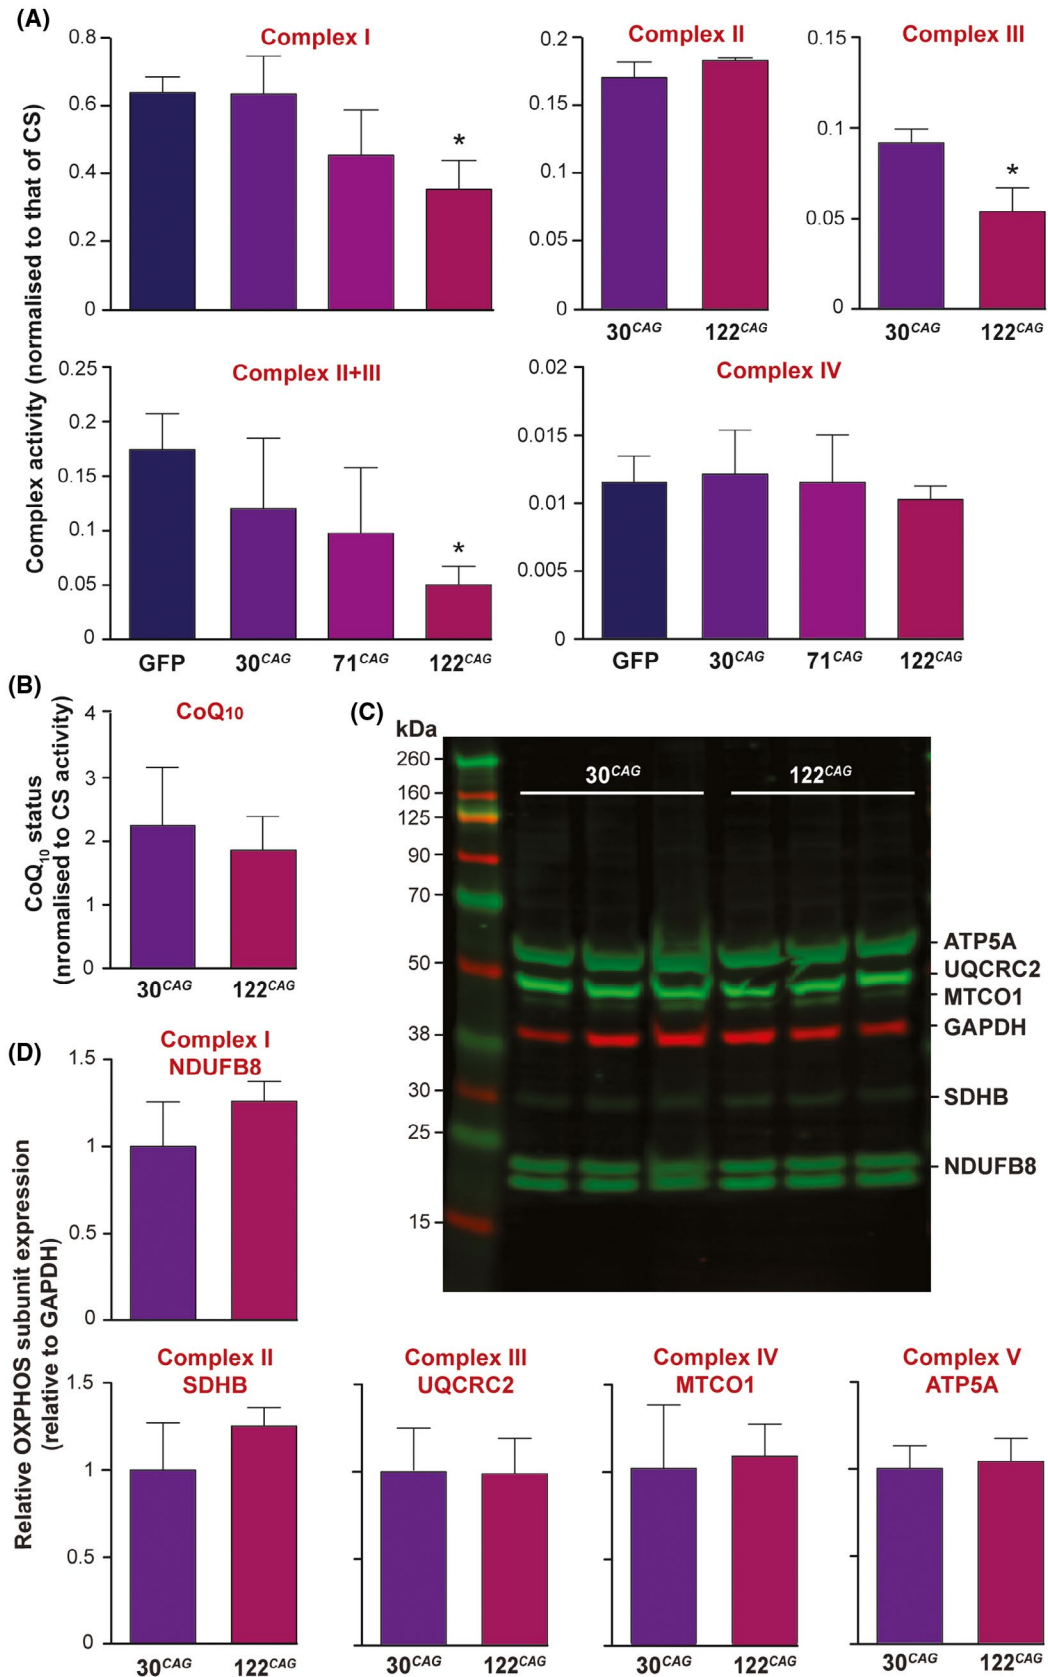 (A)
Complex activity (normalised to that of CS)
Complex I
0.8
0.6
0.4
0.2
0
*
Complex II
0.2
0.15
0.1
0.05
0
30CAG
122CAG
Complex III
0.15
0.1
0.05
0
*
30CAG
122CAG
Complex II+III
0.25
0.2
0.15
0.1
0.05
0
*
GFP
30CAG
71CAG
122CAG
Complex IV
0.02
0.015
0.01
0.005
0
GFP
30CAG
71CAG
122CAG
(B)
CoQ10 status
(nromalised to CS activity)
CoQ10
4
3
2
1
0
30CAG
122CAG
(C)
kDa
260
160
125
90
70
50
38
30
25
15
30CAG
122CAG
ATP5A
UQCRC2
MTCO1
GAPDH
SDHB
NDUFB8
(D)
Relative OXPHOS subunit expression
(relative to GAPDH)
Complex I
NDUFB8
1.5
1
0.5
0
Complex II
SDHB
1.5
1
0.5
0
30CAG
122CAG
Complex III
UQCRC2
30CAG
122CAG
Complex IV
MTCO1
30CAG
122CAG
Complex V
ATP5A
30CAG
122CAG